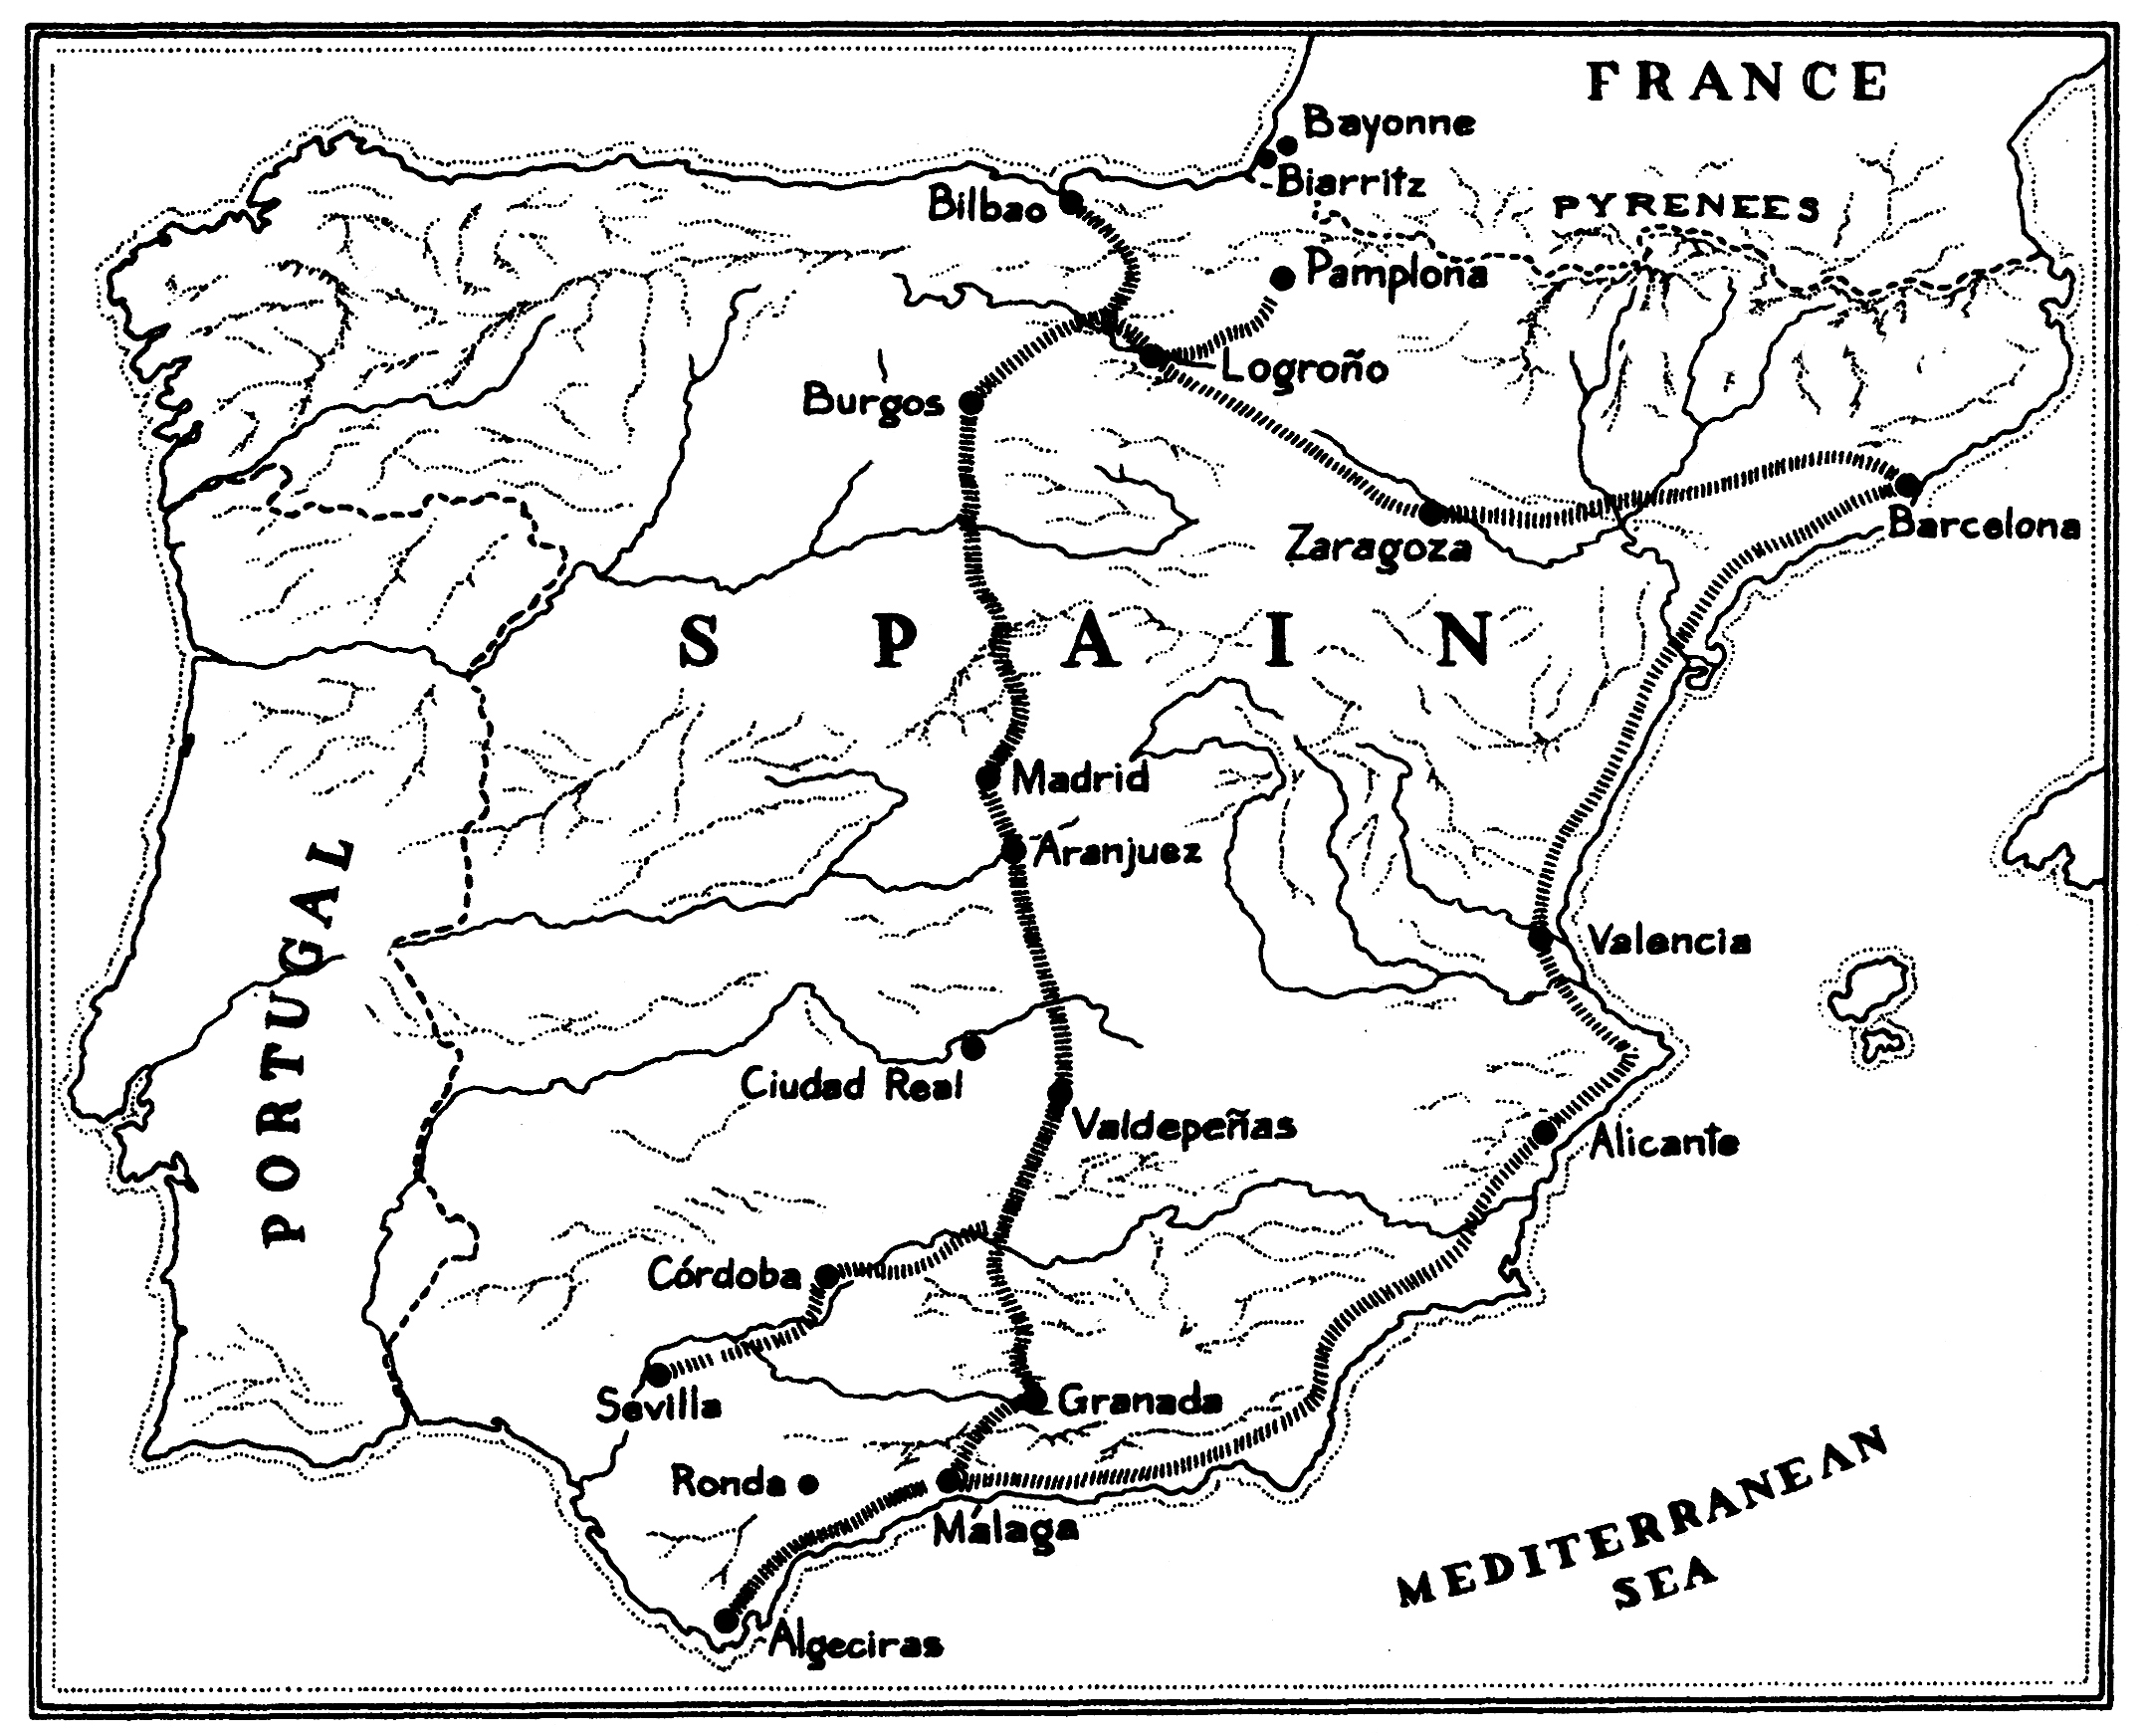 FRANCE
Bayonne
Biarritz
PYRENEES
Bilbao
Pamplona
Logroño
Burgos
Barcelona
Zaragoza
SPAIN
Madrid
Aranjuez
PORTUGAL
Valencia
Ciudad Real
Valdepeñas
Alicante
Córdoba
Sevilla
Granada
Ronda
Málaga
MEDITERRANEAN
SEA
Algeciras